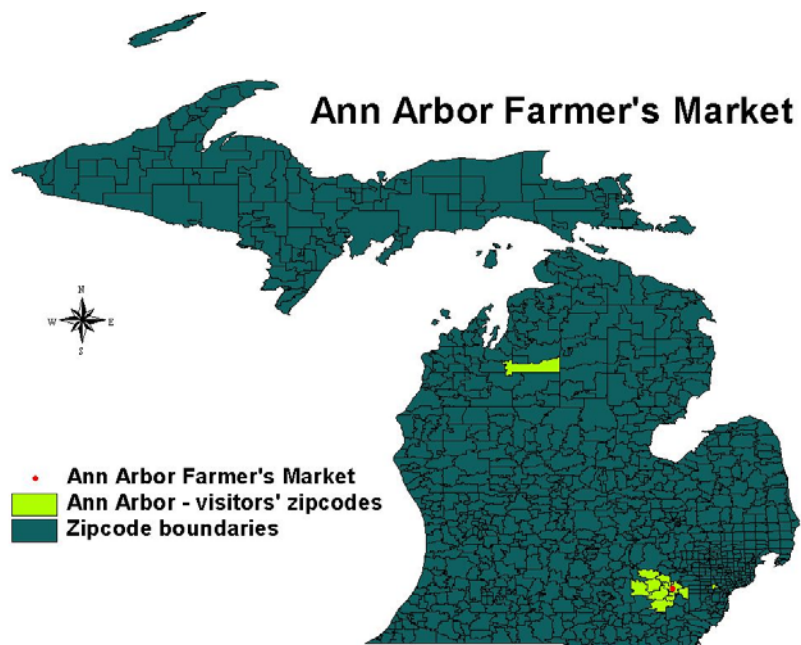 Ann Arbor Farmer's Market
N
W E
S
Ann Arbor Farmer's Market
Ann Arbor - visitors' zipcodes
Zipcode boundaries